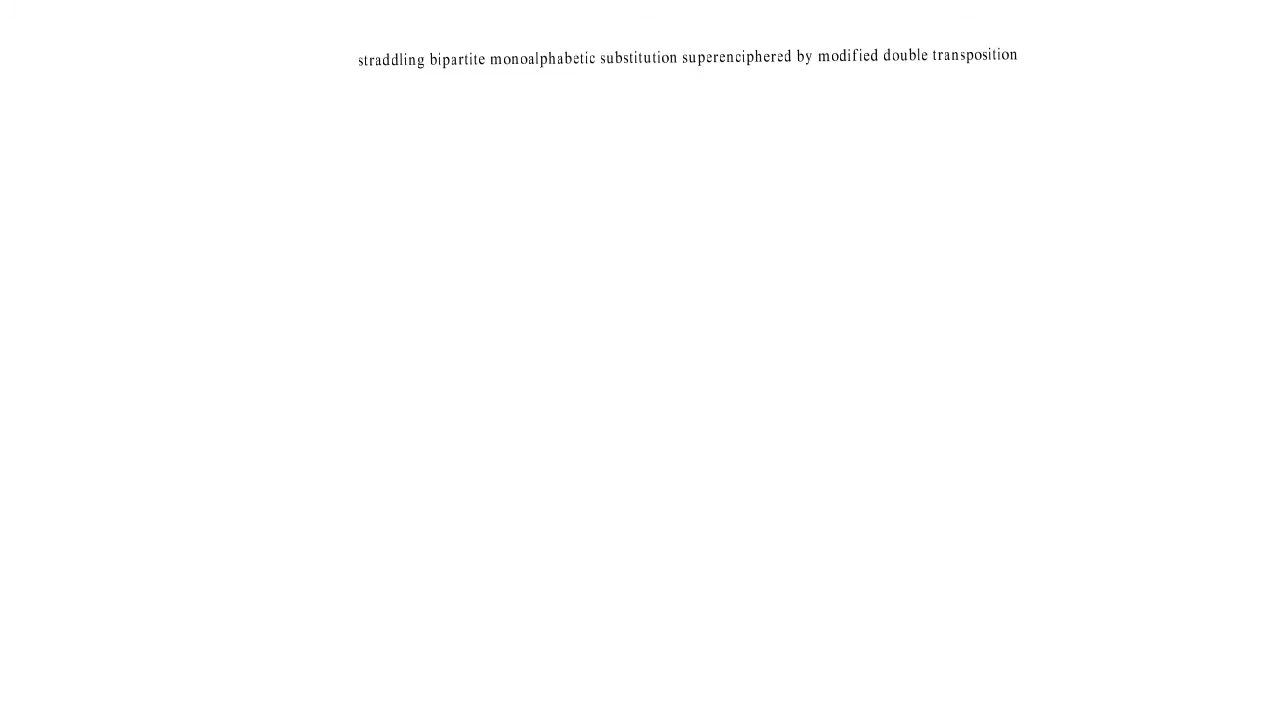 straddling bipartite monoalphabetic substitution superenciphered by modified double transposition